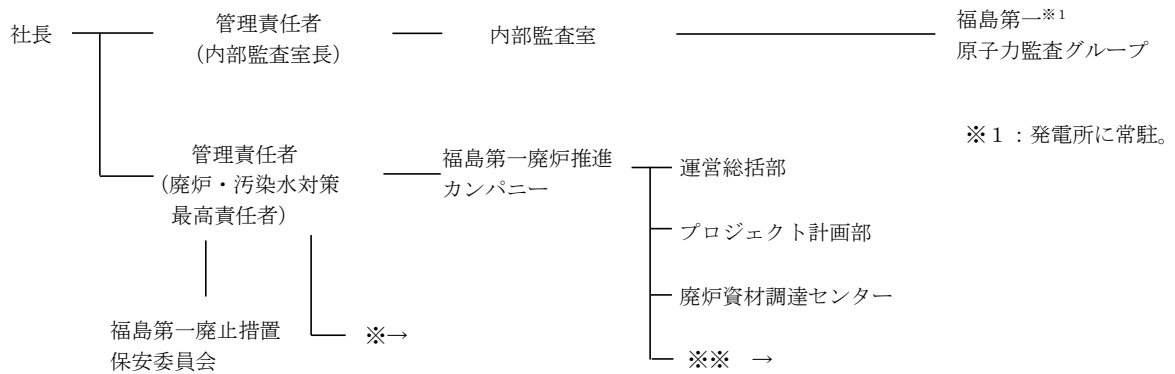 社長
管理責任者
(内部監査室長)
内部監査室
福島第一※1
原子力監査グループ
※1:発電所に常駐。
管理責任者
(廃炉・汚染水対策
最高責任者)
福島第一廃炉推進
カンパニー
運営総括部
プロジェクト計画部
廃炉資材調達センター
福島第一廃止措置
保安委員会
※→
※※ →